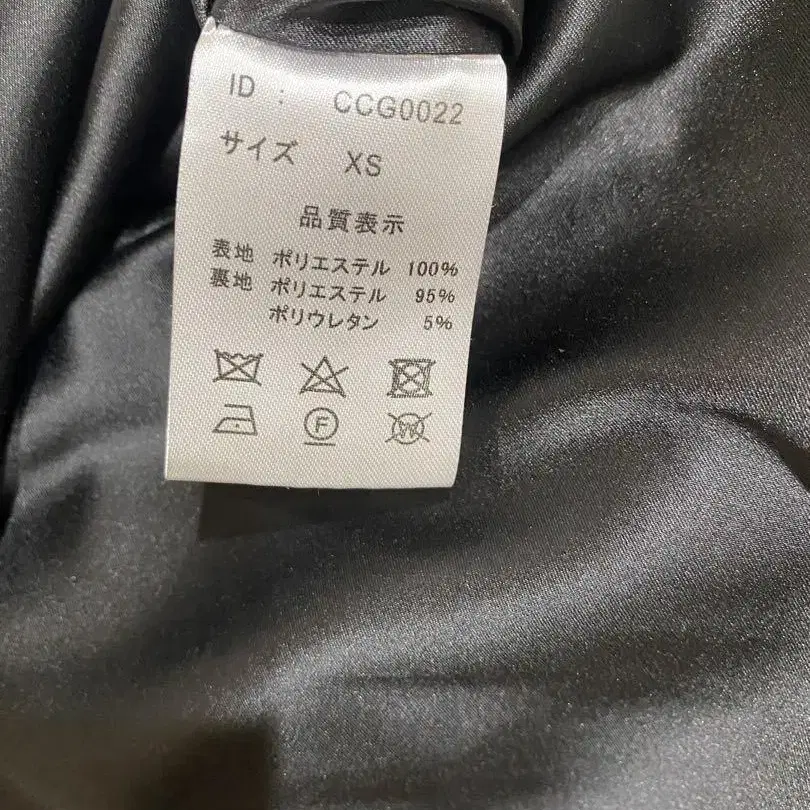 ID : CCG0022
サイズ XS
品質表示
表地 ポリエステル 100%
裏地 ポリエステル 95%
ポリウレタン 5%
F
W